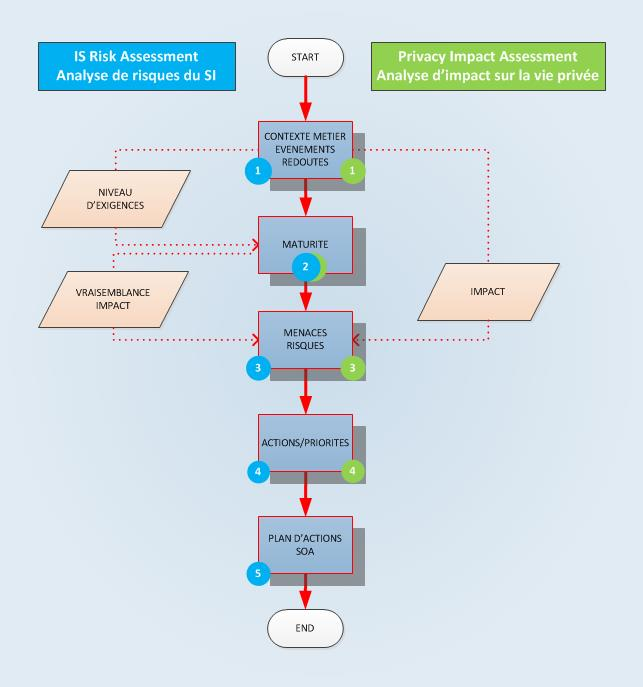 IS Risk Assessment
Analyse de risques du SI
START
Privacy Impact Assessment
Analyse d'impact sur la vie privée
CONTEXTE METIER
EVENEMENTS
REDOUTES
1
1
NIVEAU
D'EXIGENCES
MATURITE
2
VRAISEMBLANCE
IMPACT
IMPACT
MENACES
RISQUES
3
3
ACTIONS/PRIORITES
4
4
PLAN D'ACTIONS
SOA
5
END